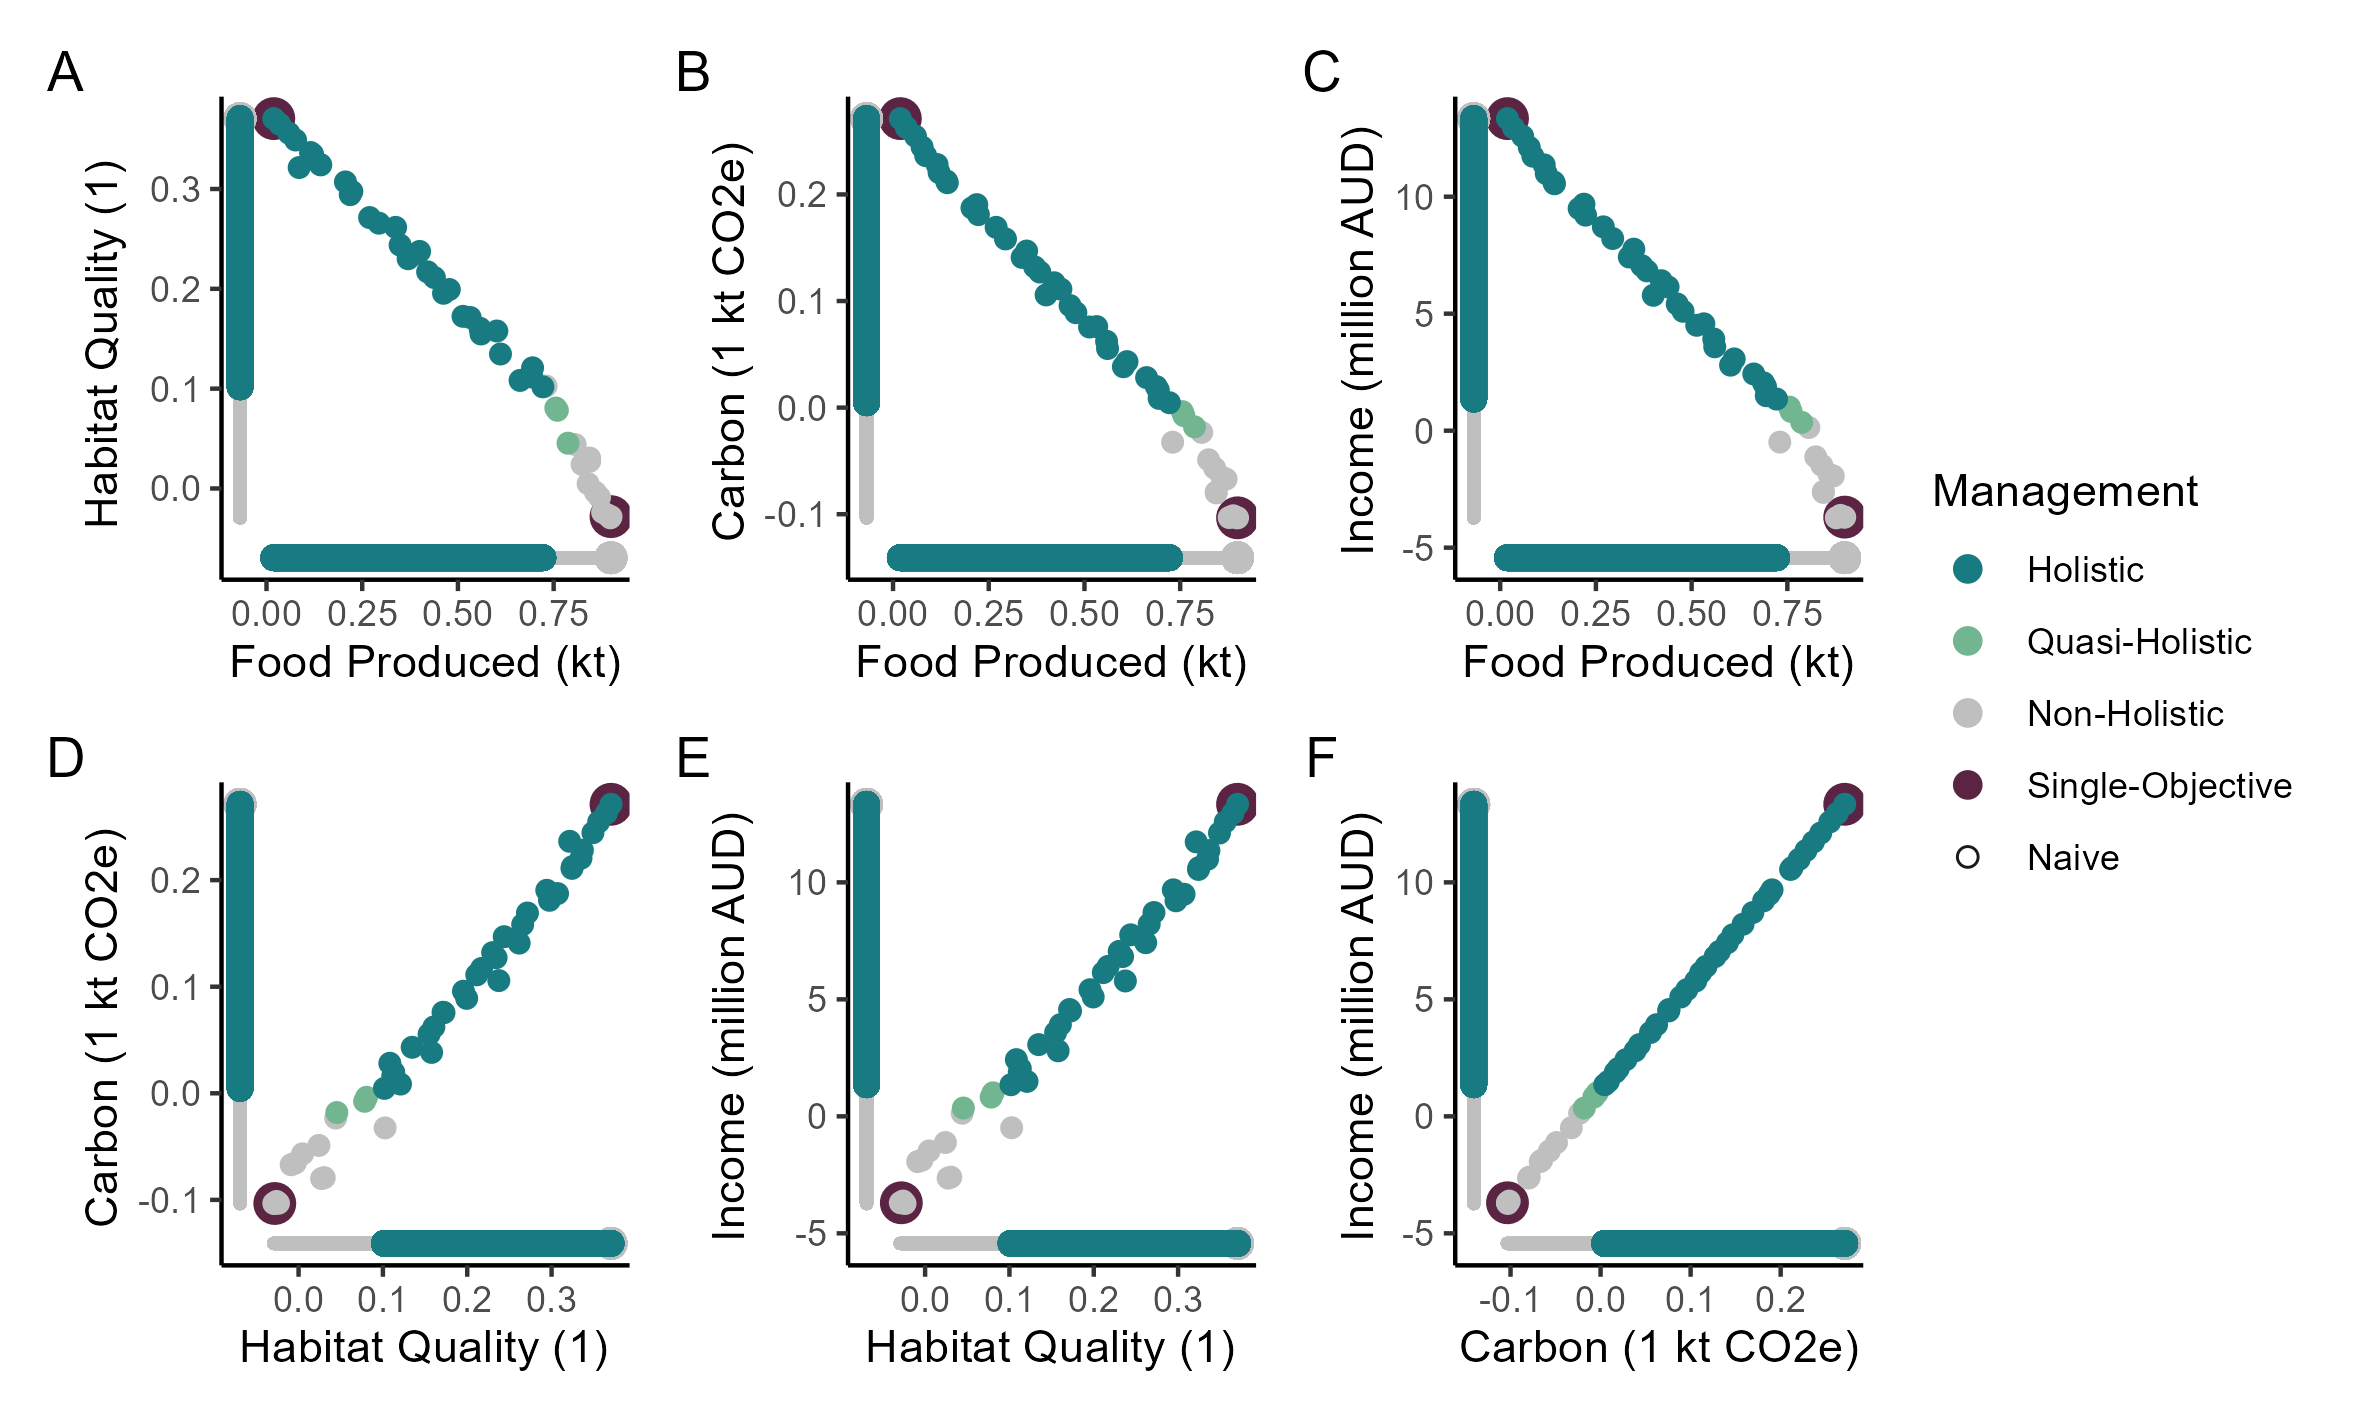 A
B
C
Habitat Quality (1)
0.3
0.2
0.1
0.0
0.00 0.25 0.50 0.75
Food Produced (kt)
Carbon (1 kt CO2e)
0.2
0.1
0.0
-0.1
0.00 0.25 0.50 0.75
Food Produced (kt)
Income (million AUD)
10
5
0
-5
0.00 0.25 0.50 0.75
Food Produced (kt)
Management
Holistic
Quasi-Holistic
Non-Holistic
Single-Objective
Naive
D
E
F
Carbon (1 kt CO2e)
0.2
0.1
0.0
-0.1
0.0 0.1 0.2 0.3
Habitat Quality (1)
Income (million AUD)
10
5
0
-5
0.0 0.1 0.2 0.3
Habitat Quality (1)
Income (million AUD)
10
5
0
-5
-0.1 0.0 0.1 0.2
Carbon (1 kt CO2e)